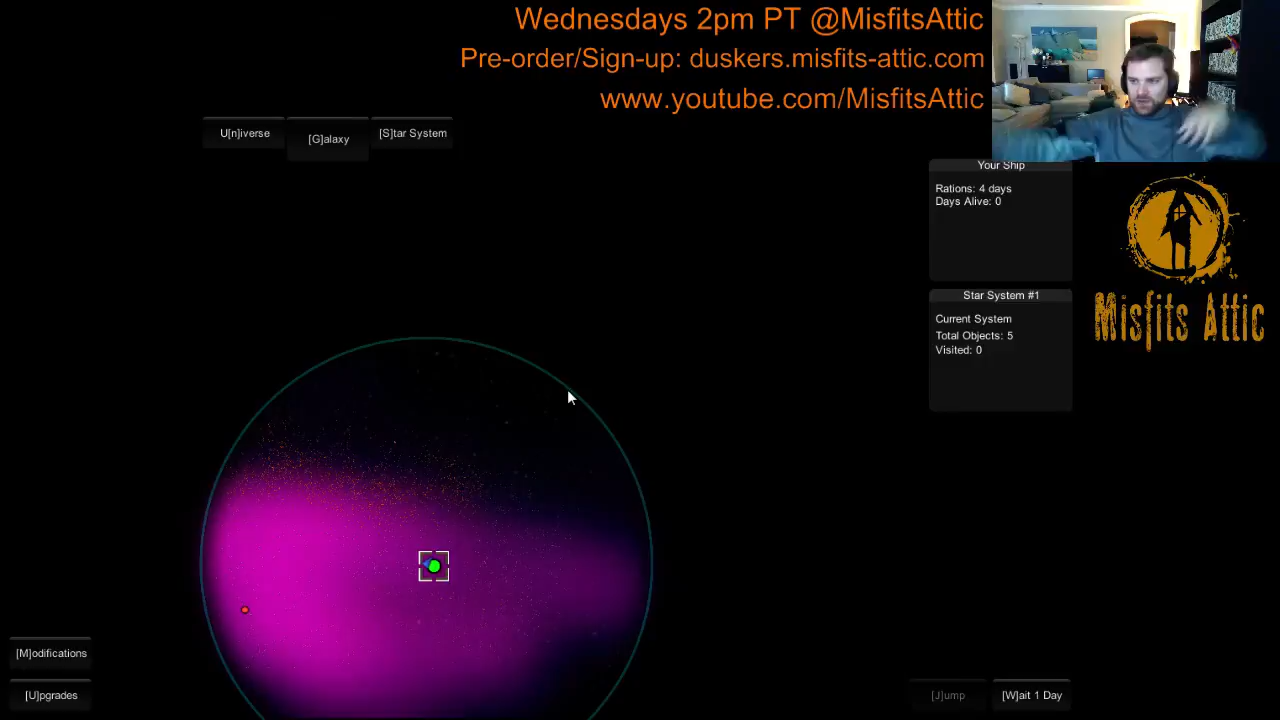 Wednesdays 2pm PT @MisfitsAttic
Pre-order/Sign-up: duskers.misfits-attic.com
www.youtube.com/MisfitsAttic
U[n]iverse
[G]alaxy
[S]tar System
Your Ship
Rations: 4 days
Days Alive: 0
Star System #1
Current System
Total Objects: 5
Visited: 0
Misfits Attic
[M]odifications
[U]pgrades
[J]ump
[W]ait 1 Day